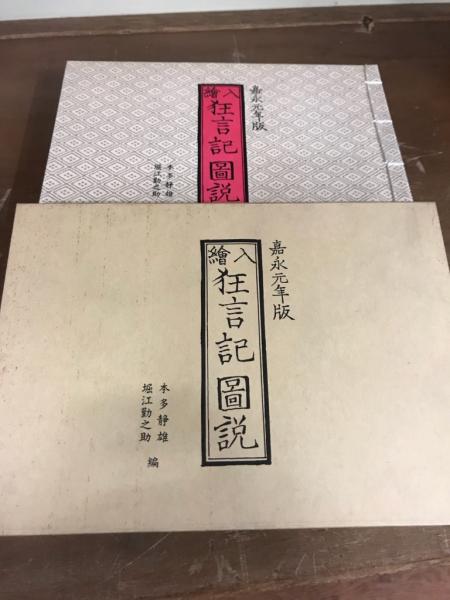 嘉永元年版
繪入
狂言記圖説
本多靜雄
堀江勤之助
嘉永元年版
繪入
狂言記圖説
本多靜雄
堀江勤之助
編